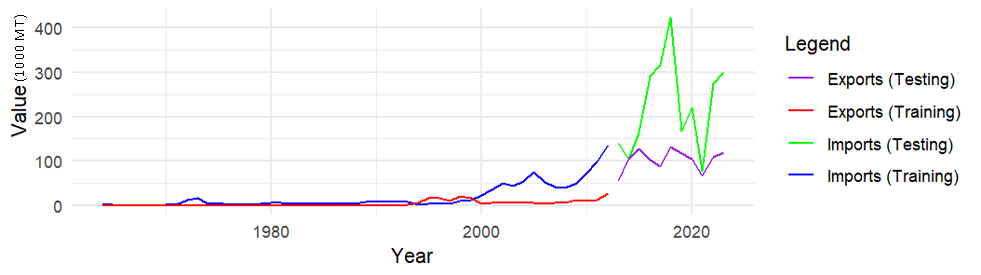 400
300
200
100
0
Value (1000 MT)
1980
2000
2020
Year
Legend
Exports (Testing)
Exports (Training)
Imports (Testing)
Imports (Training)